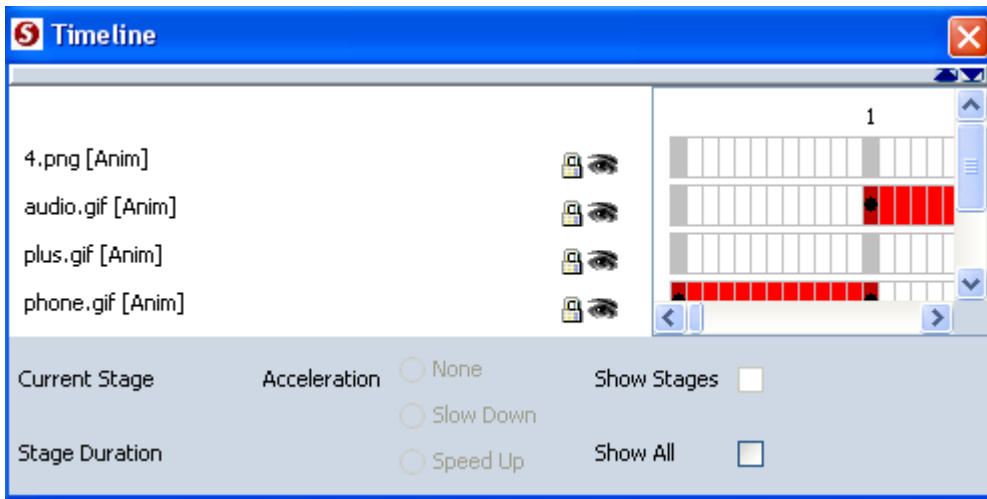 S Timeline
1
4.png [Anim]
audio.gif [Anim]
plus.gif [Anim]
phone.gif [Anim]
Current Stage Acceleration None Show Stages
Slow Down
Stage Duration Speed Up Show All